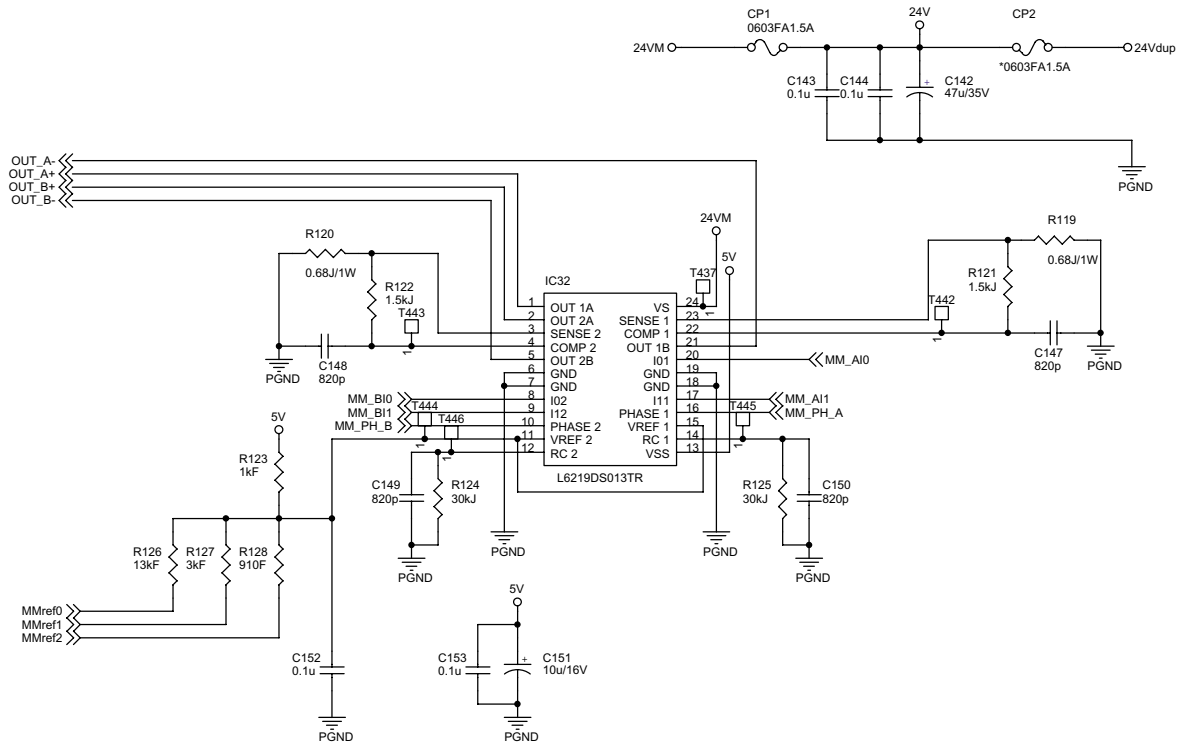 CP1
0603FA1.5A
24VM
24V
CP2
*0603FA1.5A
24Vdup
C143
0.1u
C144
0.1u
+
C142
47u/35V
PGND
OUT_A-
OUT_A+
OUT_B+
OUT_B-
R120
0.68J/1W
R122
1.5kJ
T443
1
C148
820p
PGND
24VM
5V
T437
1
R119
0.68J/1W
R121
1.5kJ
T442
1
C147
820p
PGND
IC32
1 OUT 1A
2 OUT 2A
3 SENSE 2
4 COMP 2
5 OUT 2B
6 GND
7 GND
8 I02
9 I12
10 PHASE 2
11 VREF 2
12 RC 2
VS 24
SENSE 1 23
COMP 1 22
OUT 1B 21
I01 20
GND 19
GND 18
I11 17
PHASE 1 16
VREF 1 15
RC 1 14
VSS 13
L6219DS013TR
MM_AI0
MM_AI1
MM_PH_A
MM_BI0
MM_BI1
MM_PH_B
T444
1
T446
1
T445
1
5V
R123
1kF
C149
820p
R124
30kJ
PGND
PGND
PGND
R125
30kJ
C150
820p
PGND
R126
13kF
R127
3kF
R128
910F
MMref0
MMref1
MMref2
C152
0.1u
PGND
5V
C153
0.1u
+
C151
10u/16V
PGND